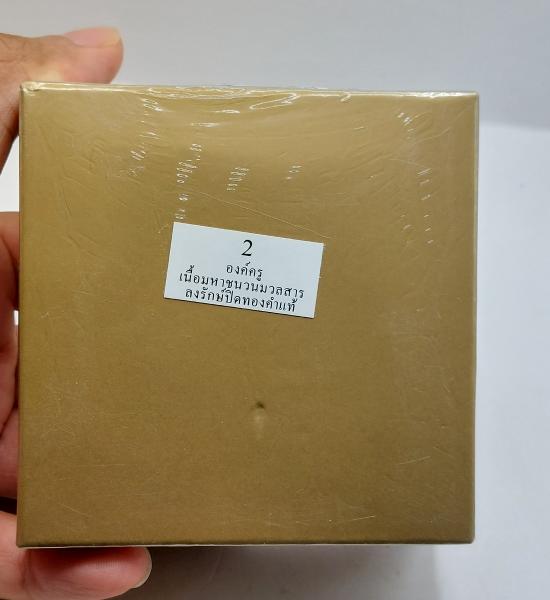 2
องค์ครู
เนื้อมหาชนวนมวลสาร
ลงรักษ์ปิดทองคำแท้